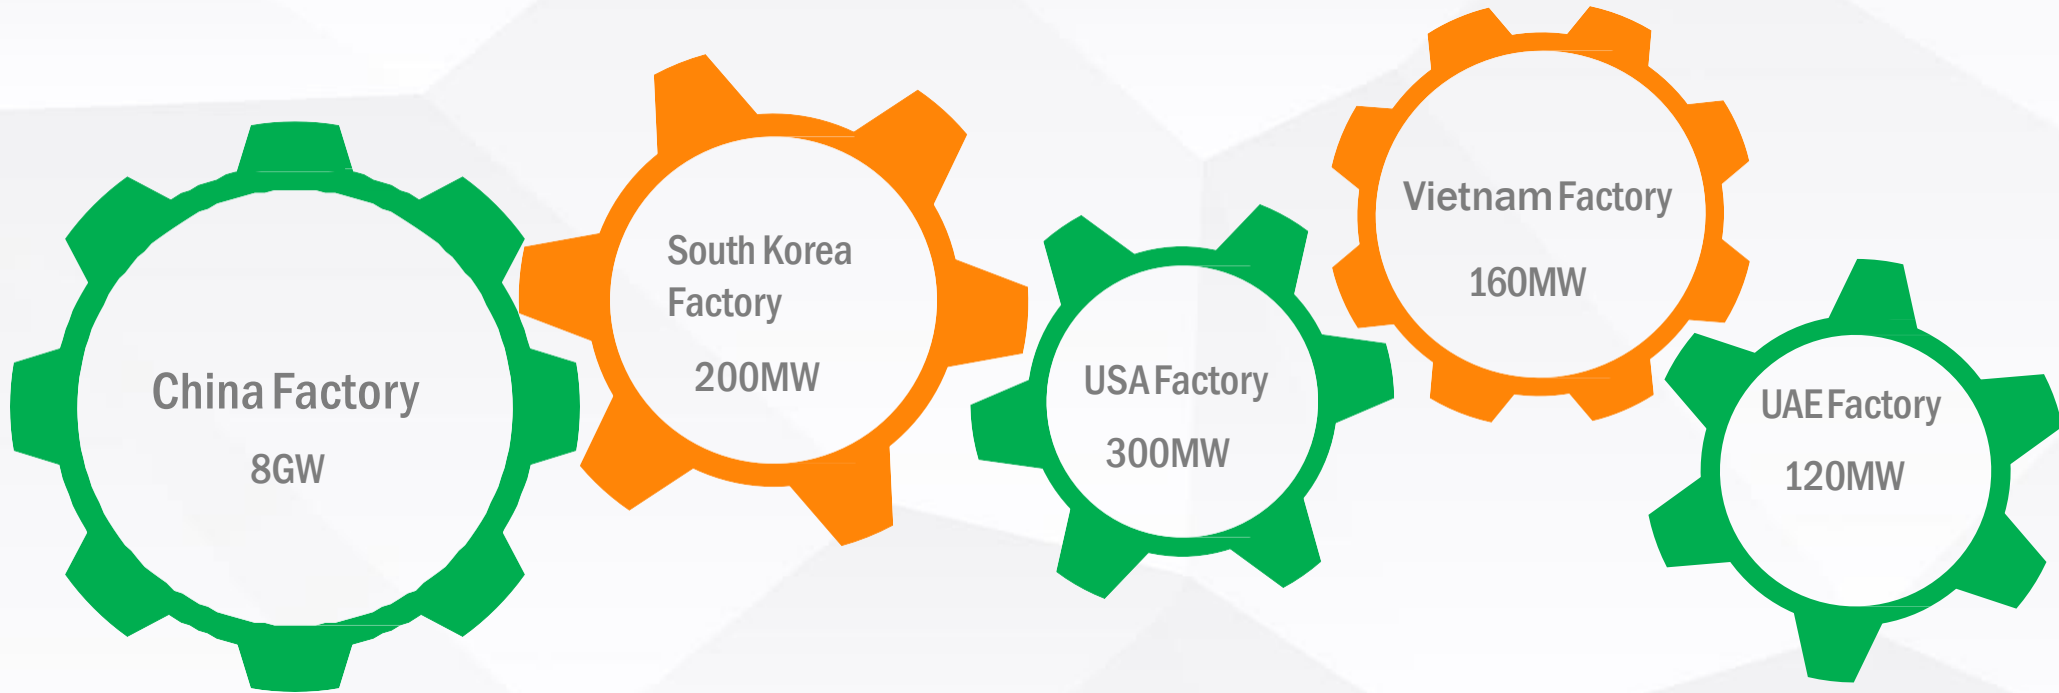 China Factory
8GW
South Korea
Factory
200MW
USA Factory
300MW
Vietnam Factory
160MW
UAE Factory
120MW